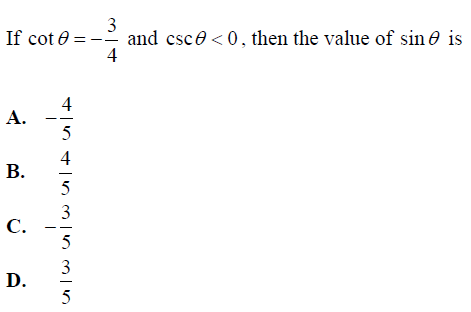 If cot θ = −3/4 and cscθ < 0, then the value of sin θ is
A. −4/5
B. 4/5
C. −3/5
D. 3/5